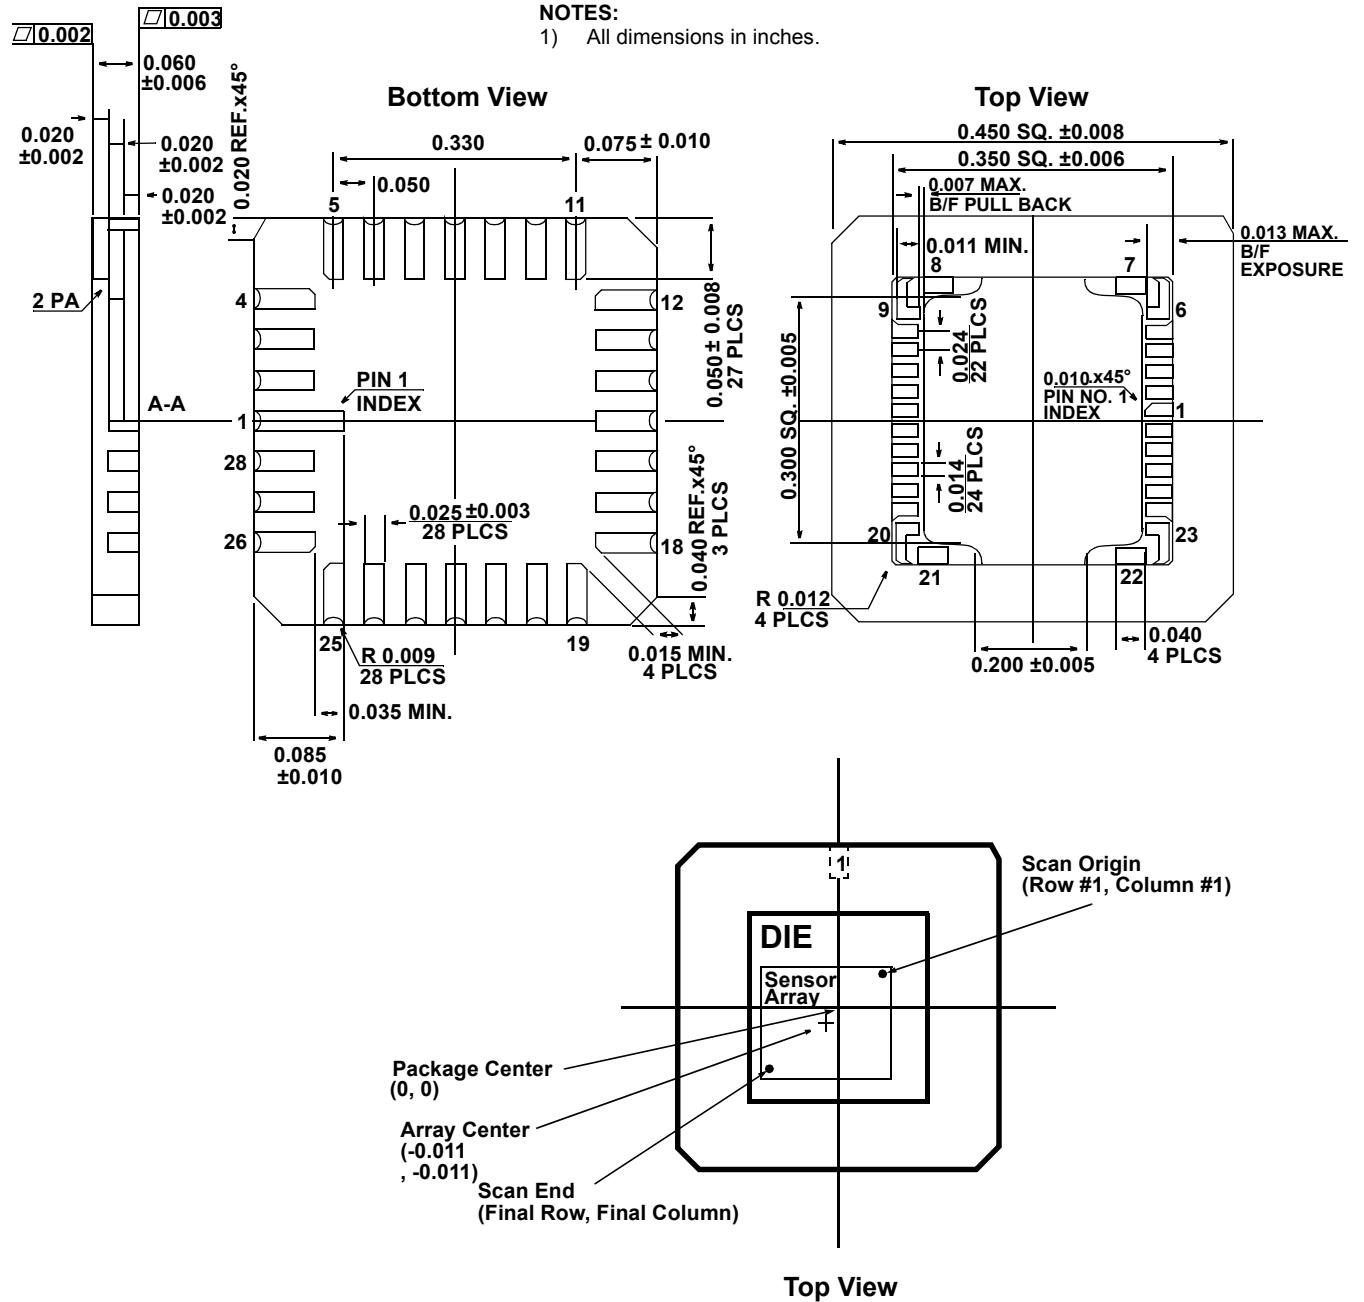 NOTES:
1) All dimensions in inches.
0.002
0.003
0.060
±0.006
0.020
±0.002
0.020
±0.002
0.020
±0.002
0.020 REF.x45°
2 PA
A-A
Bottom View
0.330
0.075 ± 0.010
0.050
5
11
4
12
1
28
26
18
25
19
PIN 1
INDEX
0.050 ± 0.008
27 PLCS
0.025 ±0.003
28 PLCS
0.040 REF.x45°
3 PLCS
R 0.009
28 PLCS
0.015 MIN.
4 PLCS
0.035 MIN.
0.085
±0.010
Top View
0.450 SQ. ±0.008
0.350 SQ. ±0.006
0.007 MAX.
B/F PULL BACK
0.011 MIN.
0.013 MAX.
B/F
EXPOSURE
8
7
9
6
0.024
22 PLCS
0.300 SQ. ±0.005
0.010.x45°
PIN NO. 1
INDEX
1
0.014
24 PLCS
20
23
21
22
R 0.012
4 PLCS
0.040
4 PLCS
0.200 ±0.005
1
Scan Origin
(Row #1, Column #1)
DIE
Sensor
Array
Package Center
(0, 0)
Array Center
(-0.011
, -0.011)
Scan End
(Final Row, Final Column)
Top View